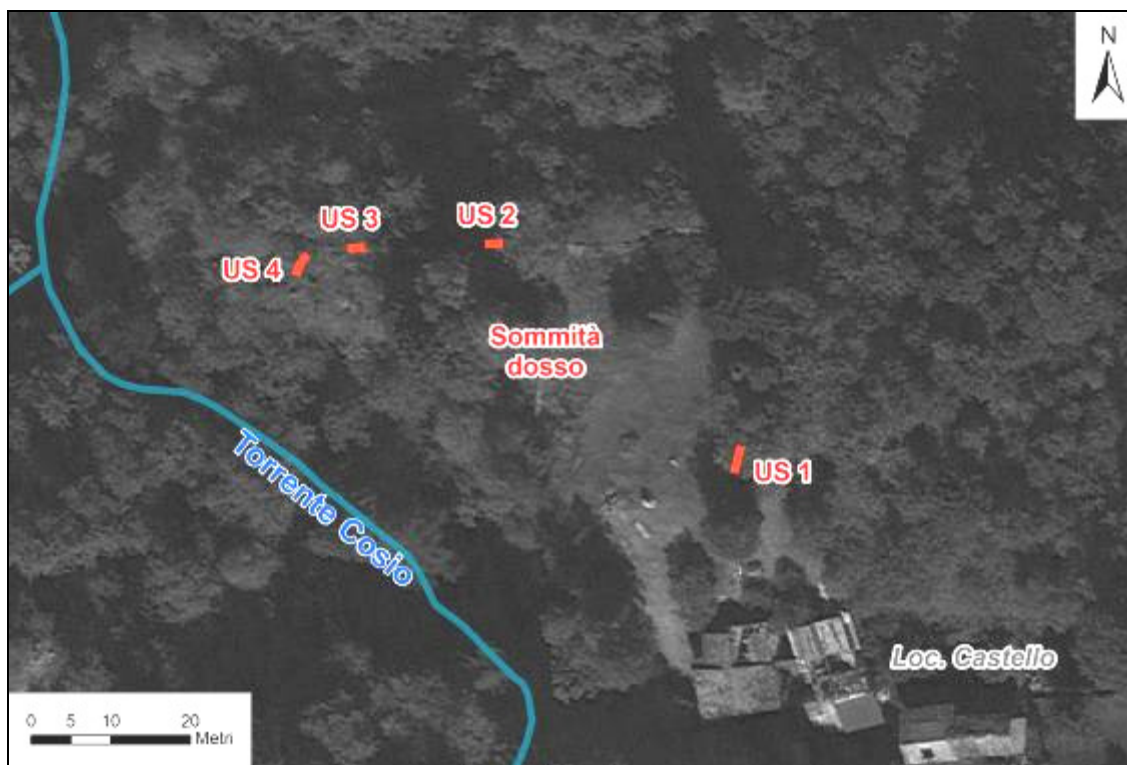 N
US 3
US 2
US 4
Sommità
dosso
US 1
Torrente Cosio
Loc. Castello
0 5 10 20
Metri